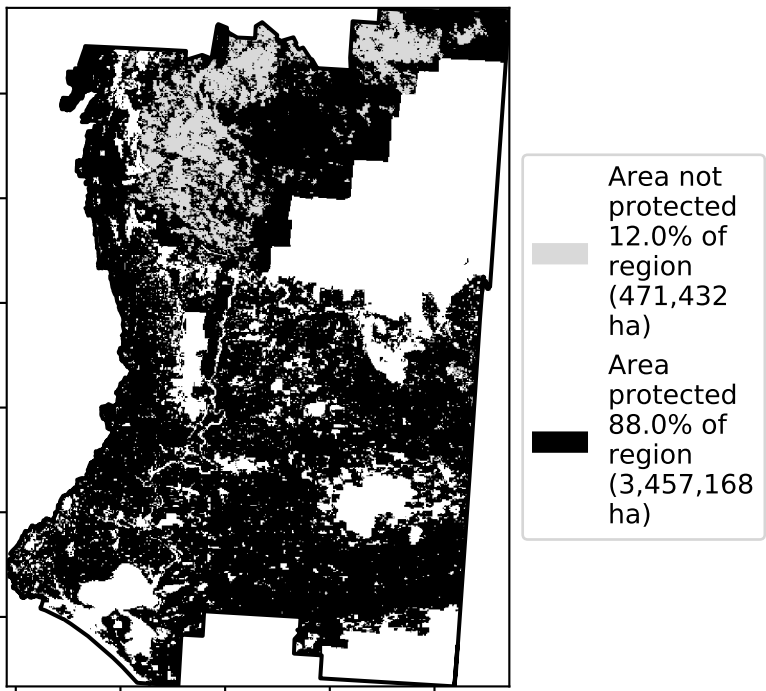 Area not
protected
12.0% of
region
(471,432
ha)
Area
protected
88.0% of
region
(3,457,168
ha)